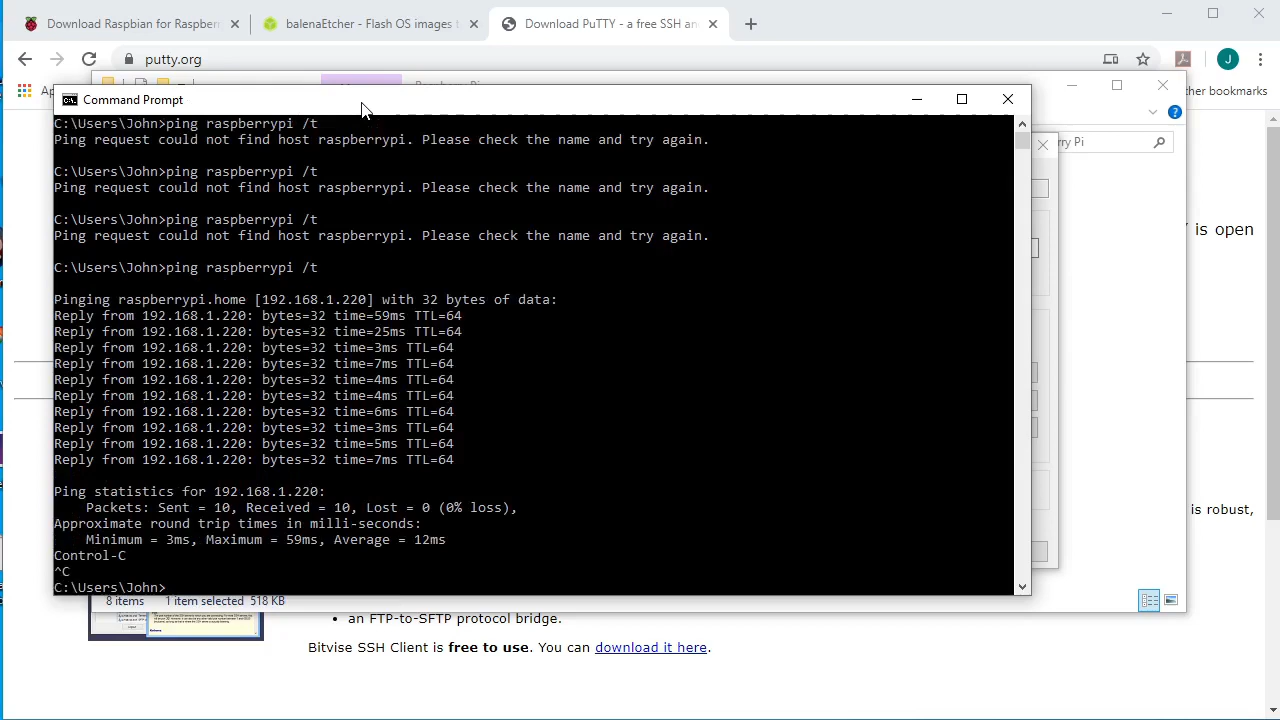 Download Raspbian for Raspberr
balenaEtcher - Flash OS images f
Download PuTTY - a free SSH an
putty.org
J
her bookmarks
Command Prompt
rry Pi
C:\Users\John>ping raspberrypi /t
Ping request could not find host raspberrypi. Please check the name and try again.
C:\Users\John>ping raspberrypi /t
Ping request could not find host raspberrypi. Please check the name and try again.
C:\Users\John>ping raspberrypi /t
Ping request could not find host raspberrypi. Please check the name and try again.
Y is open
C:\Users\John>ping raspberrypi /t
Pinging raspberrypi.home [192.168.1.220] with 32 bytes of data:
Reply from 192.168.1.220: bytes=32 time=59ms TTL=64
Reply from 192.168.1.220: bytes=32 time=25ms TTL=64
Reply from 192.168.1.220: bytes=32 time=3ms TTL=64
Reply from 192.168.1.220: bytes=32 time=7ms TTL=64
Reply from 192.168.1.220: bytes=32 time=4ms TTL=64
Reply from 192.168.1.220: bytes=32 time=4ms TTL=64
Reply from 192.168.1.220: bytes=32 time=6ms TTL=64
Reply from 192.168.1.220: bytes=32 time=3ms TTL=64
Reply from 192.168.1.220: bytes=32 time=5ms TTL=64
Reply from 192.168.1.220: bytes=32 time=7ms TTL=64
Ping statistics for 192.168.1.220:
Packets: Sent = 10, Received = 10, Lost = 0 (0% loss),
is robust,
Approximate round trip times in milli-seconds:
Minimum = 3ms, Maximum = 59ms, Average = 12ms
Control-C
^C
C:\Users\John>
8 items 1 item selected 518 KB
• an FTP-to-SFTP protocol bridge.
Bitvise SSH Client is free to use. You can download it here.